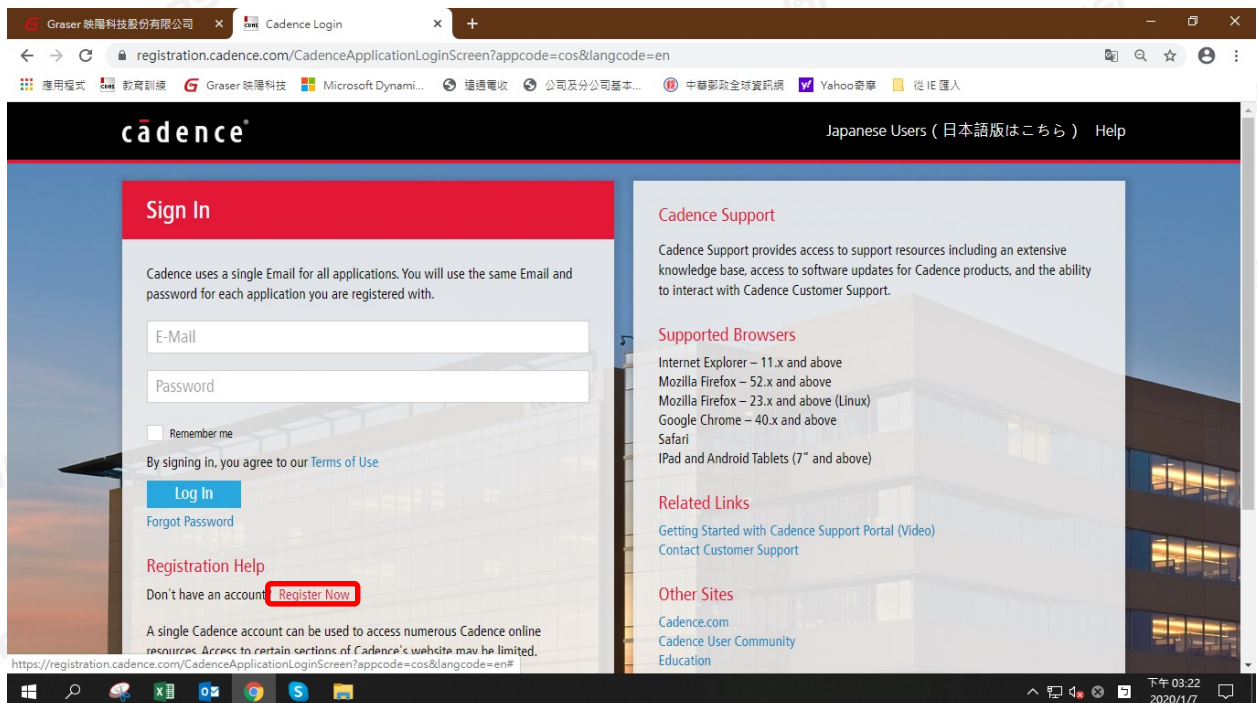 Graser 映陽科技股份有限公司
Cadence Login
registration.cadence.com/CadenceApplicationLoginScreen?appcode=cos&langcode=en
應用程式
教育訓練
Graser 映陽科技
Microsoft Dynami...
遠通電收
公司及分公司基本...
中華郵政全球資訊網
Yahoo奇摩
從 IE 匯入
cādence®
Japanese Users ( 日本語版はこちら )
Help
Sign In
Cadence uses a single Email for all applications. You will use the same Email and
password for each application you are registered with.
E-Mail
Password
Remember me
By signing in, you agree to our Terms of Use
Log In
Forgot Password
Registration Help
Don't have an account Register Now
A single Cadence account can be used to access numerous Cadence online
resources. Access to certain sections of Cadence's website may be limited.
Cadence Support
Cadence Support provides access to support resources including an extensive
knowledge base, access to software updates for Cadence products, and the ability
to interact with Cadence Customer Support.
Supported Browsers
Internet Explorer – 11.x and above
Mozilla Firefox – 52.x and above
Mozilla Firefox – 23.x and above (Linux)
Google Chrome – 40.x and above
Safari
IPad and Android Tablets (7" and above)
Related Links
Getting Started with Cadence Support Portal (Video)
Contact Customer Support
Other Sites
Cadence.com
Cadence User Community
Education
https://registration.cadence.com/CadenceApplicationLoginScreen?appcode=cos&langcode=en#
下午 03:22
2020/1/7